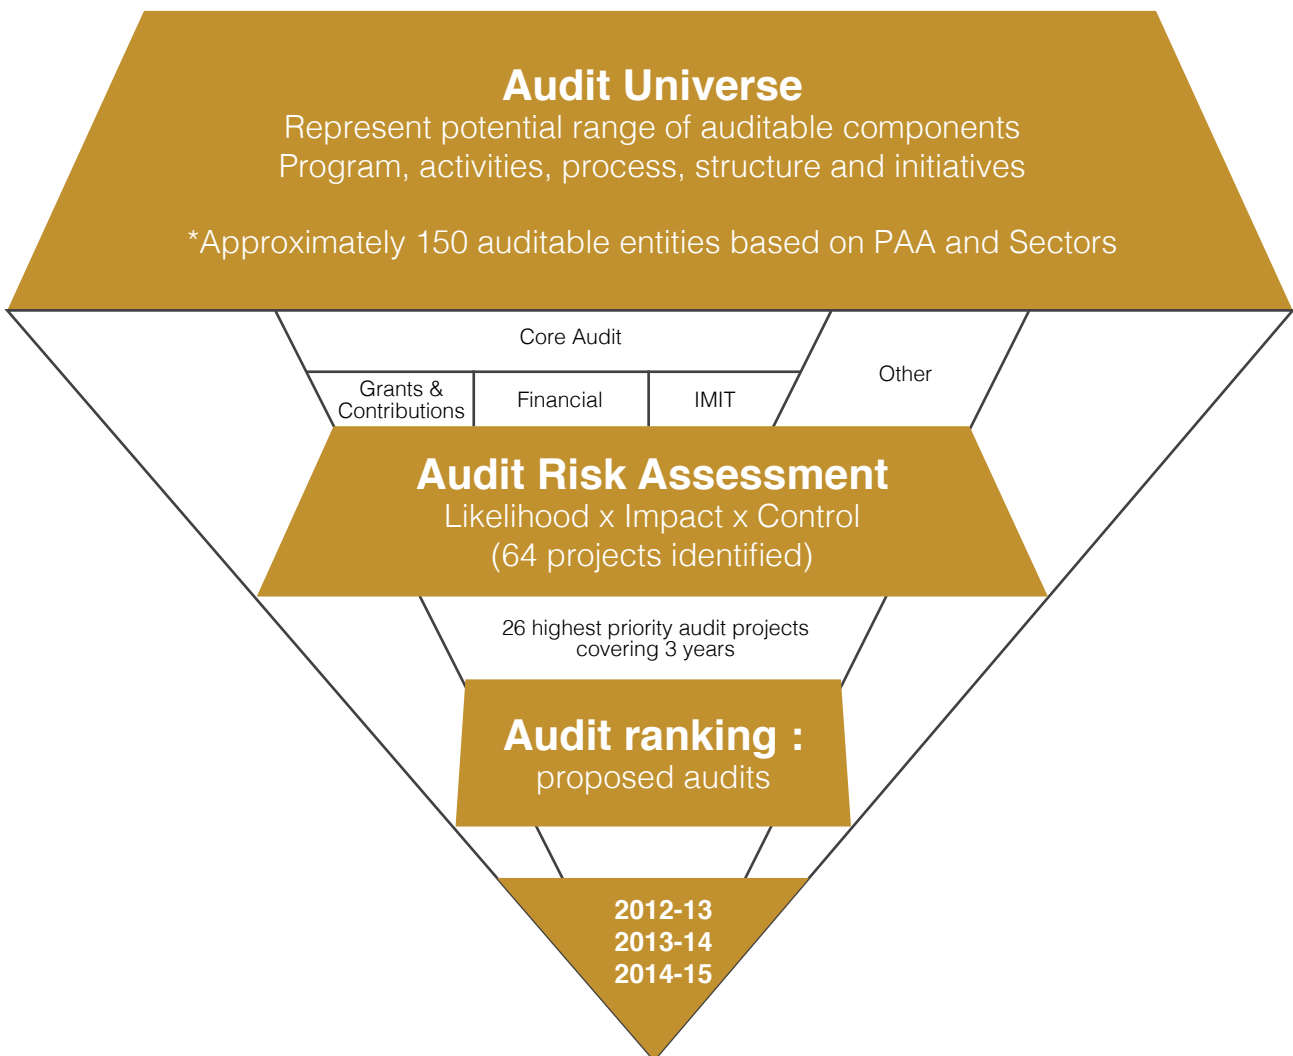 Audit Universe
Represent potential range of auditable components
Program, activities, process, structure and initiatives
*Approximately 150 auditable entities based on PAA and Sectors
Core Audit
Other
Grants &
Contributions
Financial
IMIT
Audit Risk Assessment
Likelihood x Impact x Control
(64 projects identified)
26 highest priority audit projects
covering 3 years
Audit ranking :
proposed audits
2012-13
2013-14
2014-15